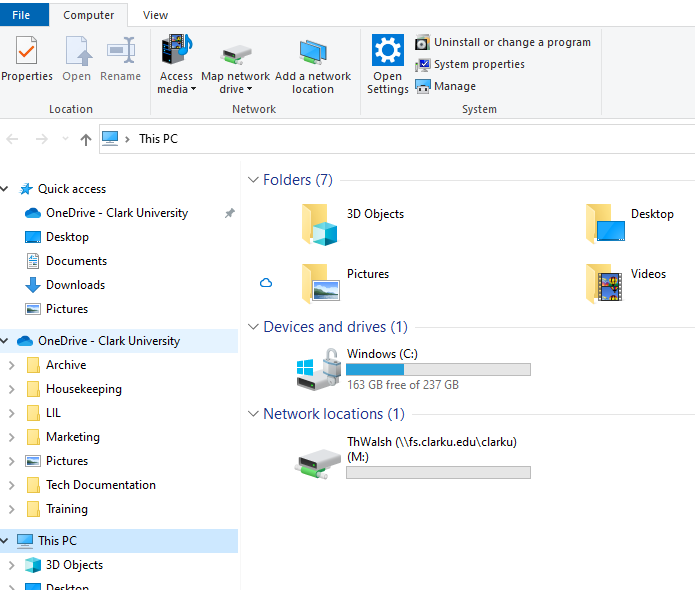 File
Computer
View
Properties
Open
Rename
Access media
Map network drive
Add a network location
Open Settings
Uninstall or change a program
System properties
Manage
Location
Network
System
This PC
Quick access
OneDrive - Clark University
Desktop
Documents
Downloads
Pictures
OneDrive - Clark University
Archive
Housekeeping
LIL
Marketing
Pictures
Tech Documentation
Training
This PC
3D Objects
Desktop
Folders (7)
3D Objects
Desktop
Pictures
Videos
Devices and drives (1)
Windows (C:)
163 GB free of 237 GB
Network locations (1)
ThWalsh (\\fs.clarku.edu\clarku)
(M:)